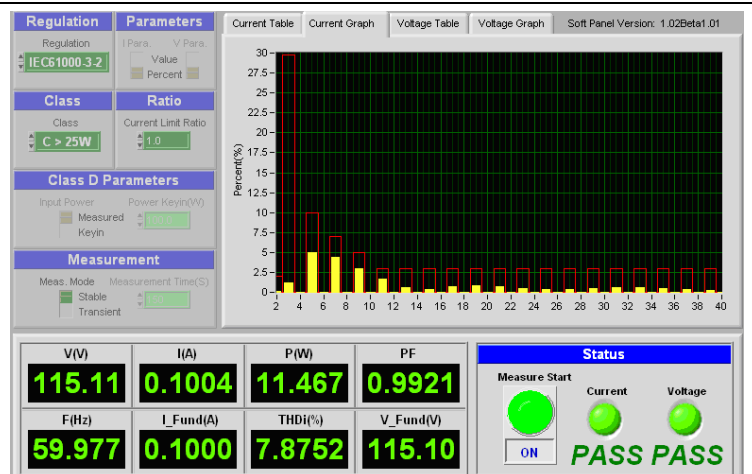 Regulation
Parameters
Current Table
Current Graph
Voltage Table
Voltage Graph
Soft Panel Version: 1.02Beta1.01
Regulation
IEC61000-3-2
I Para. V Para.
Value
Percent
Class
Ratio
Class
C > 25W
Current Limit Ratio
1.0
Class D Parameters
Input Power
Power Keyin(W)
Measured
Keyin
Measurement
Meas. Mode
Measurement Time(S)
Stable
Transient
Percent(%)
30
27.5
25
22.5
20
17.5
15
12.5
10
7.5
5
2.5
0
2 4 6 8 10 12 14 16 18 20 22 24 26 28 30 32 34 36 38 40
V(V) I(A) P(W) PF
115.11 0.1004 11.467 0.9921
F(Hz) I_Fund(A) THDi(%) V_Fund(V)
59.977 0.1000 7.8752 115.10
Status
Measure Start
Current
Voltage
ON
PASS PASS